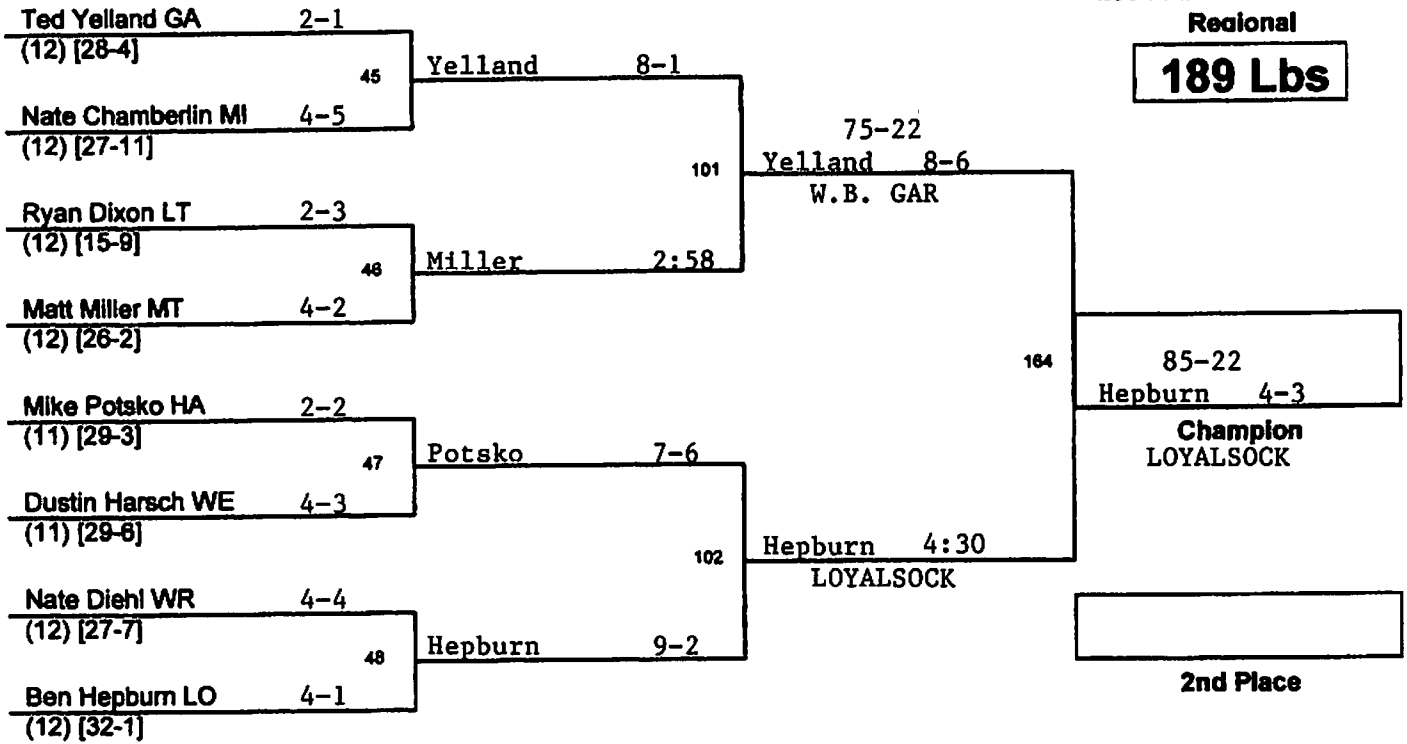 Regional
189 Lbs
Ted Yelland GA 2-1
(12) [28-4]
45
Yelland 8-1
Nate Chamberlin MI 4-5
(12) [27-11]
101
75-22
Yelland 8-6
W.B. GAR
Ryan Dixon LT 2-3
(12) [15-9]
46
Miller 2:58
Matt Miller MT 4-2
(12) [26-2]
164
85-22
Hepburn 4-3
Champion
LOYALSOCK
Mike Potsko HA 2-2
(11) [29-3]
47
Potsko 7-6
Dustin Harsch WE 4-3
(11) [29-6]
102
Hepburn 4:30
LOYALSOCK
Nate Diehl WR 4-4
(12) [27-7]
48
Hepburn 9-2
Ben Hepburn LO 4-1
(12) [32-1]
2nd Place